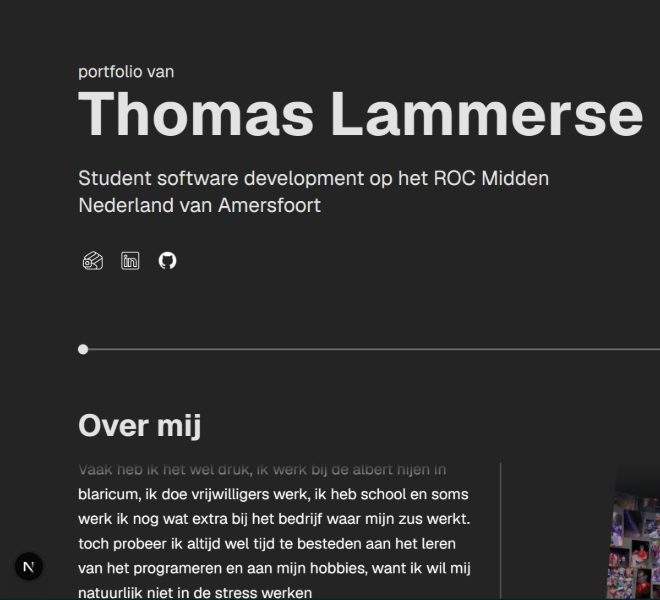 portfolio van
Thomas Lammerse
Student software development op het ROC Midden
Nederland van Amersfoort
in
Over mij
Vaak heb ik het wel druk, ik werk bij de albert hijen in
blaricum, ik doe vrijwilligers werk, ik heb school en soms
werk ik nog wat extra bij het bedrijf waar mijn zus werkt.
toch probeer ik altijd wel tijd te besteden aan het leren
van het programeren en aan mijn hobbies, want ik wil mij
natuurlijk niet in de stress werken
N